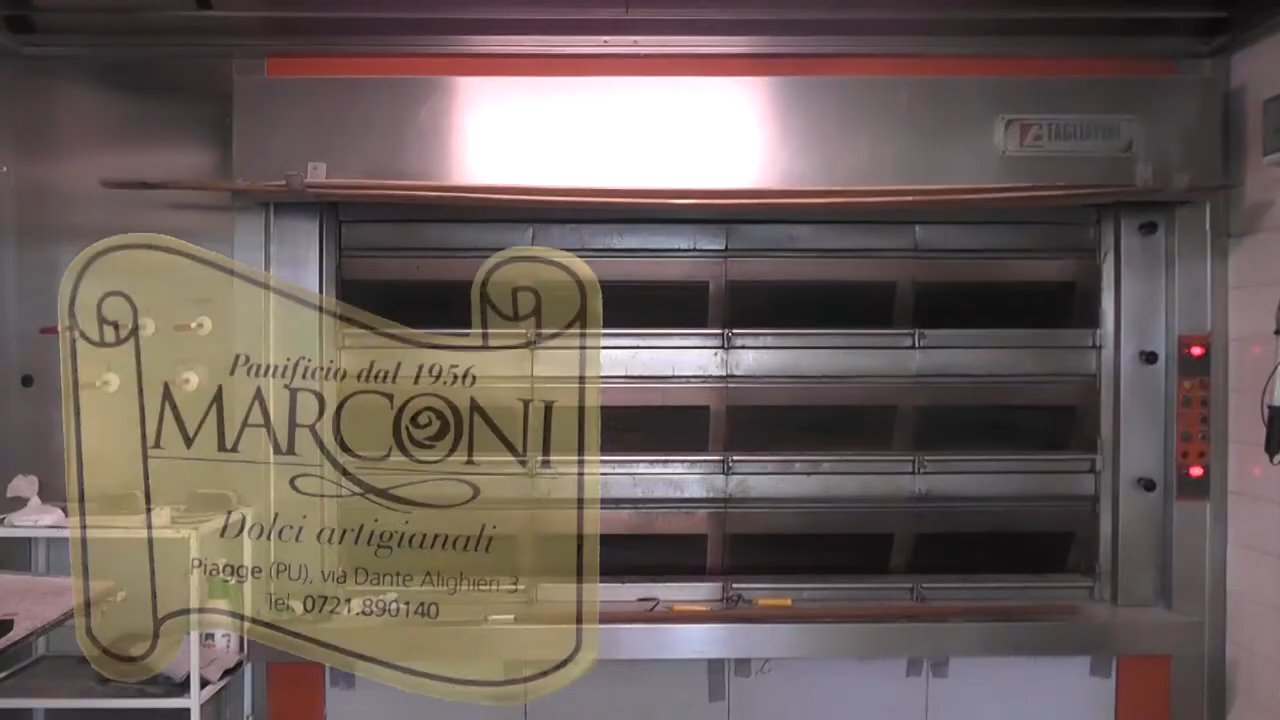 TAGLIAVINI
Panificio dal 1956
MARCONI
Dolci artigianali
Piagge (PU), via Dante Alighieri 3
Tel. 0721.890140